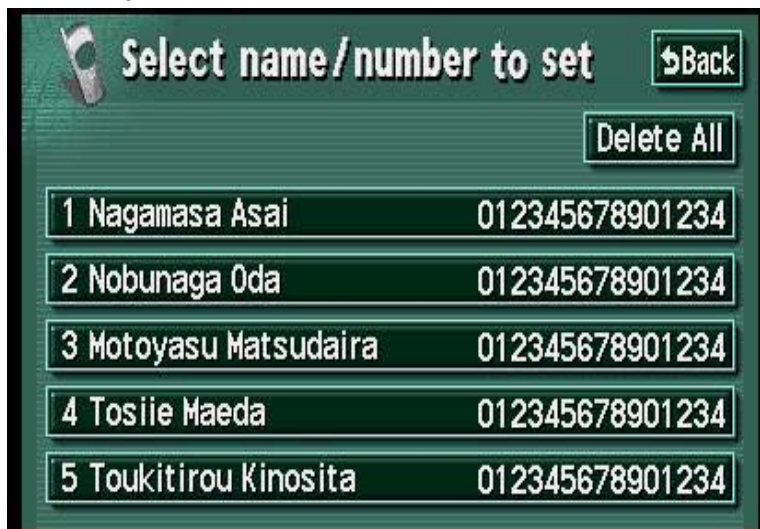 Select name/number to set Back
Delete All
1 Nagamasa Asai 012345678901234
2 Nobunaga Oda 012345678901234
3 Motoyasu Matsudaira 012345678901234
4 Tosiie Maeda 012345678901234
5 Toukitirou Kinosita 012345678901234